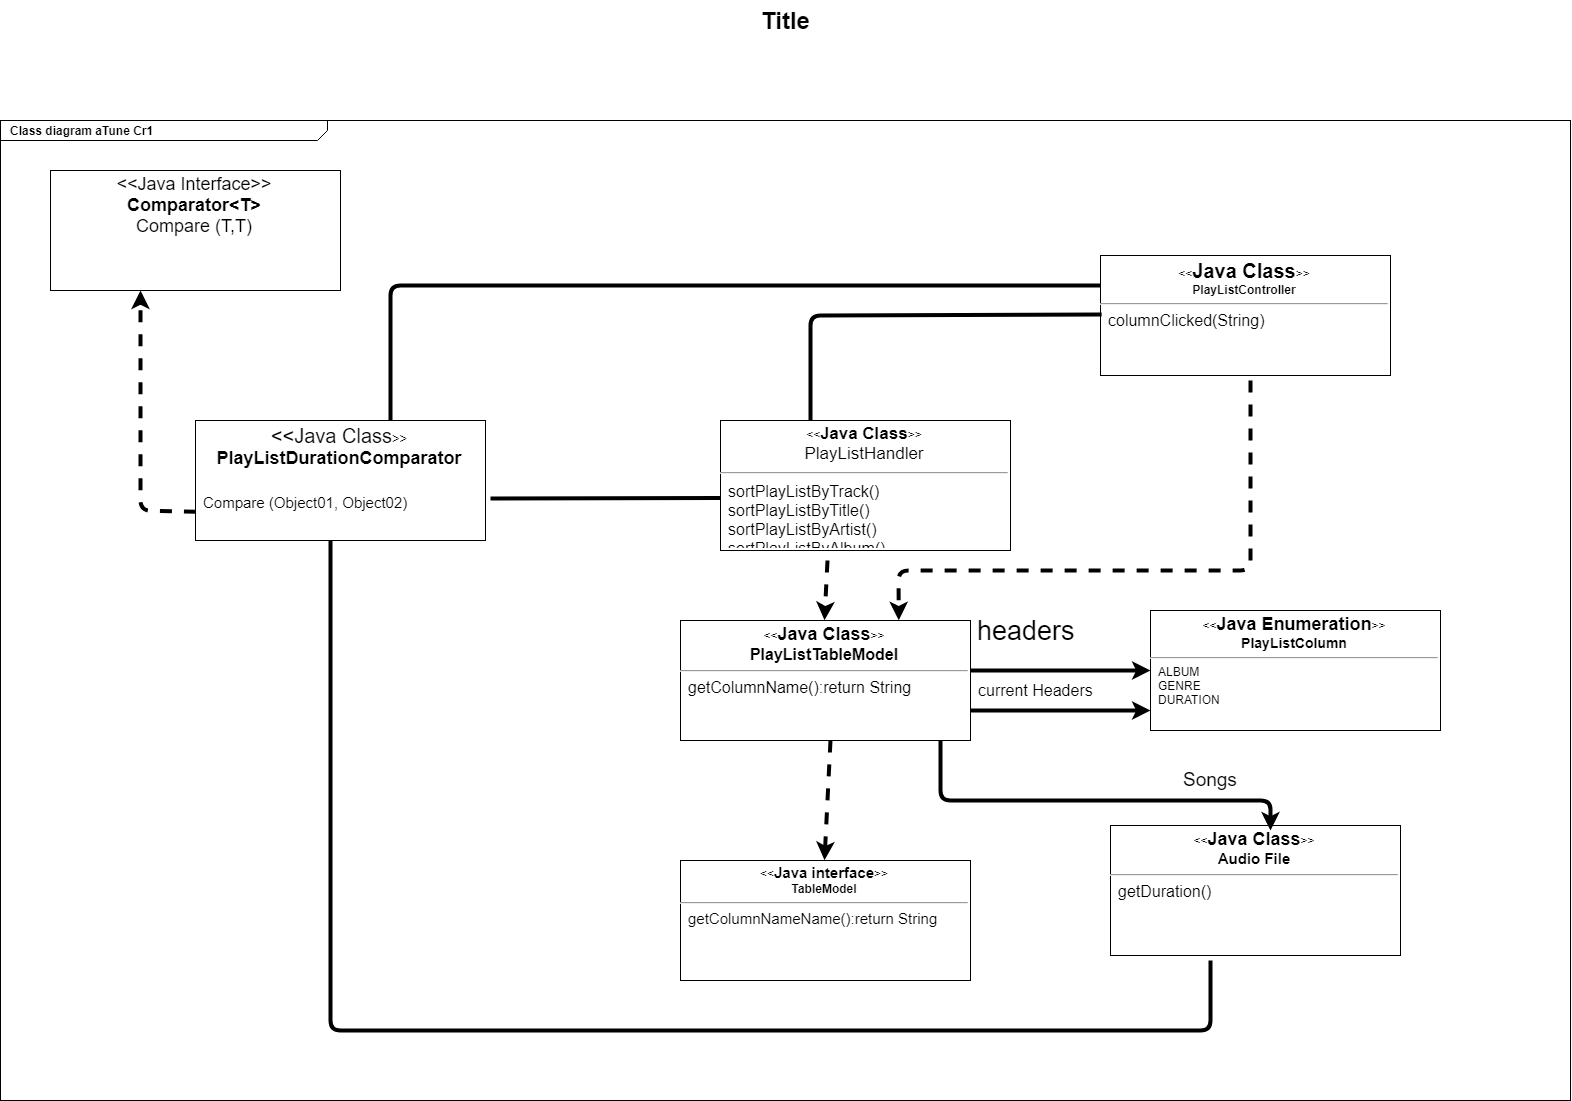 Title
Class diagram aTune Cr1
<<Java Interface>>
Comparator<T>
Compare (T,T)
<<Java Class>>
PlayListController
columnClicked(String)
<<Java Class>>
PlayListDurationComparator
Compare (Object01, Object02)
<<Java Class>>
PlayListHandler
sortPlayListByTrack()
sortPlayListByTitle()
sortPlayListByArtist()
sortPlayListByAlbum()
<<Java Class>>
PlayListTableModel
getColumnName():return String
headers
current Headers
<<Java Enumeration>>
PlayListColumn
ALBUM
GENRE
DURATION
Songs
<<Java interface>>
TableModel
getColumnNameName():return String
<<Java Class>>
Audio File
getDuration()